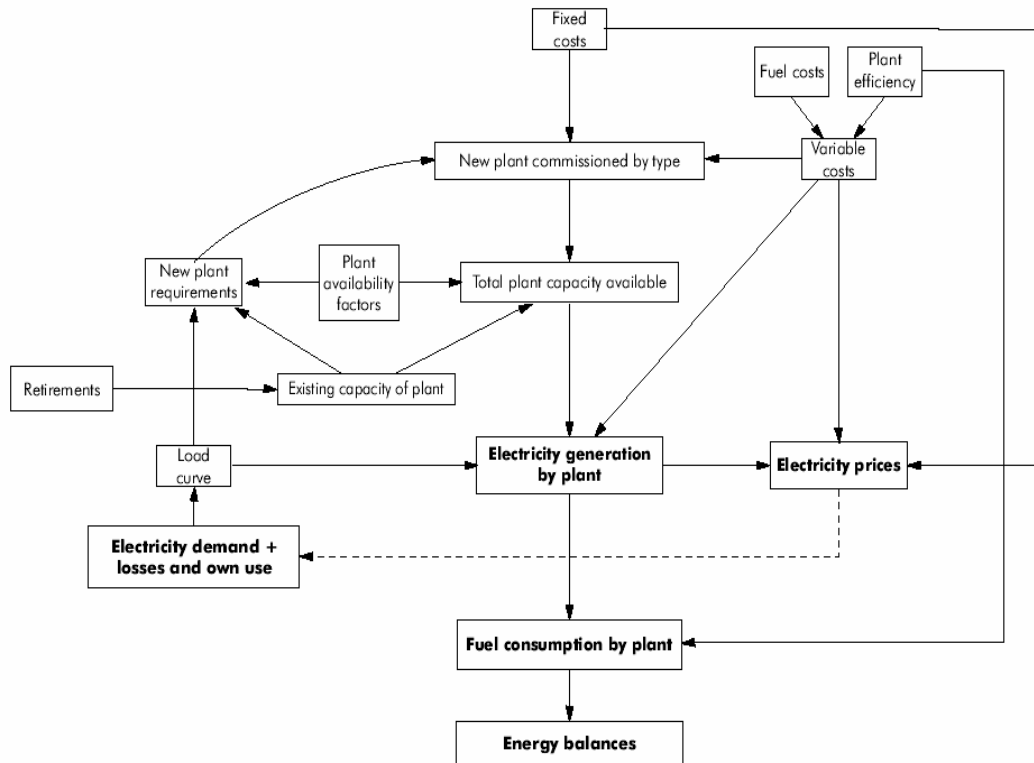 Fixed
costs
Fuel costs
Plant
efficiency
New plant commissioned by type
Variable
costs
New plant
requirements
Plant
availability
factors
Total plant capacity available
Retirements
Existing capacity of plant
Load
curve
Electricity generation
by plant
Electricity prices
Electricity demand +
losses and own use
Fuel consumption by plant
Energy balances